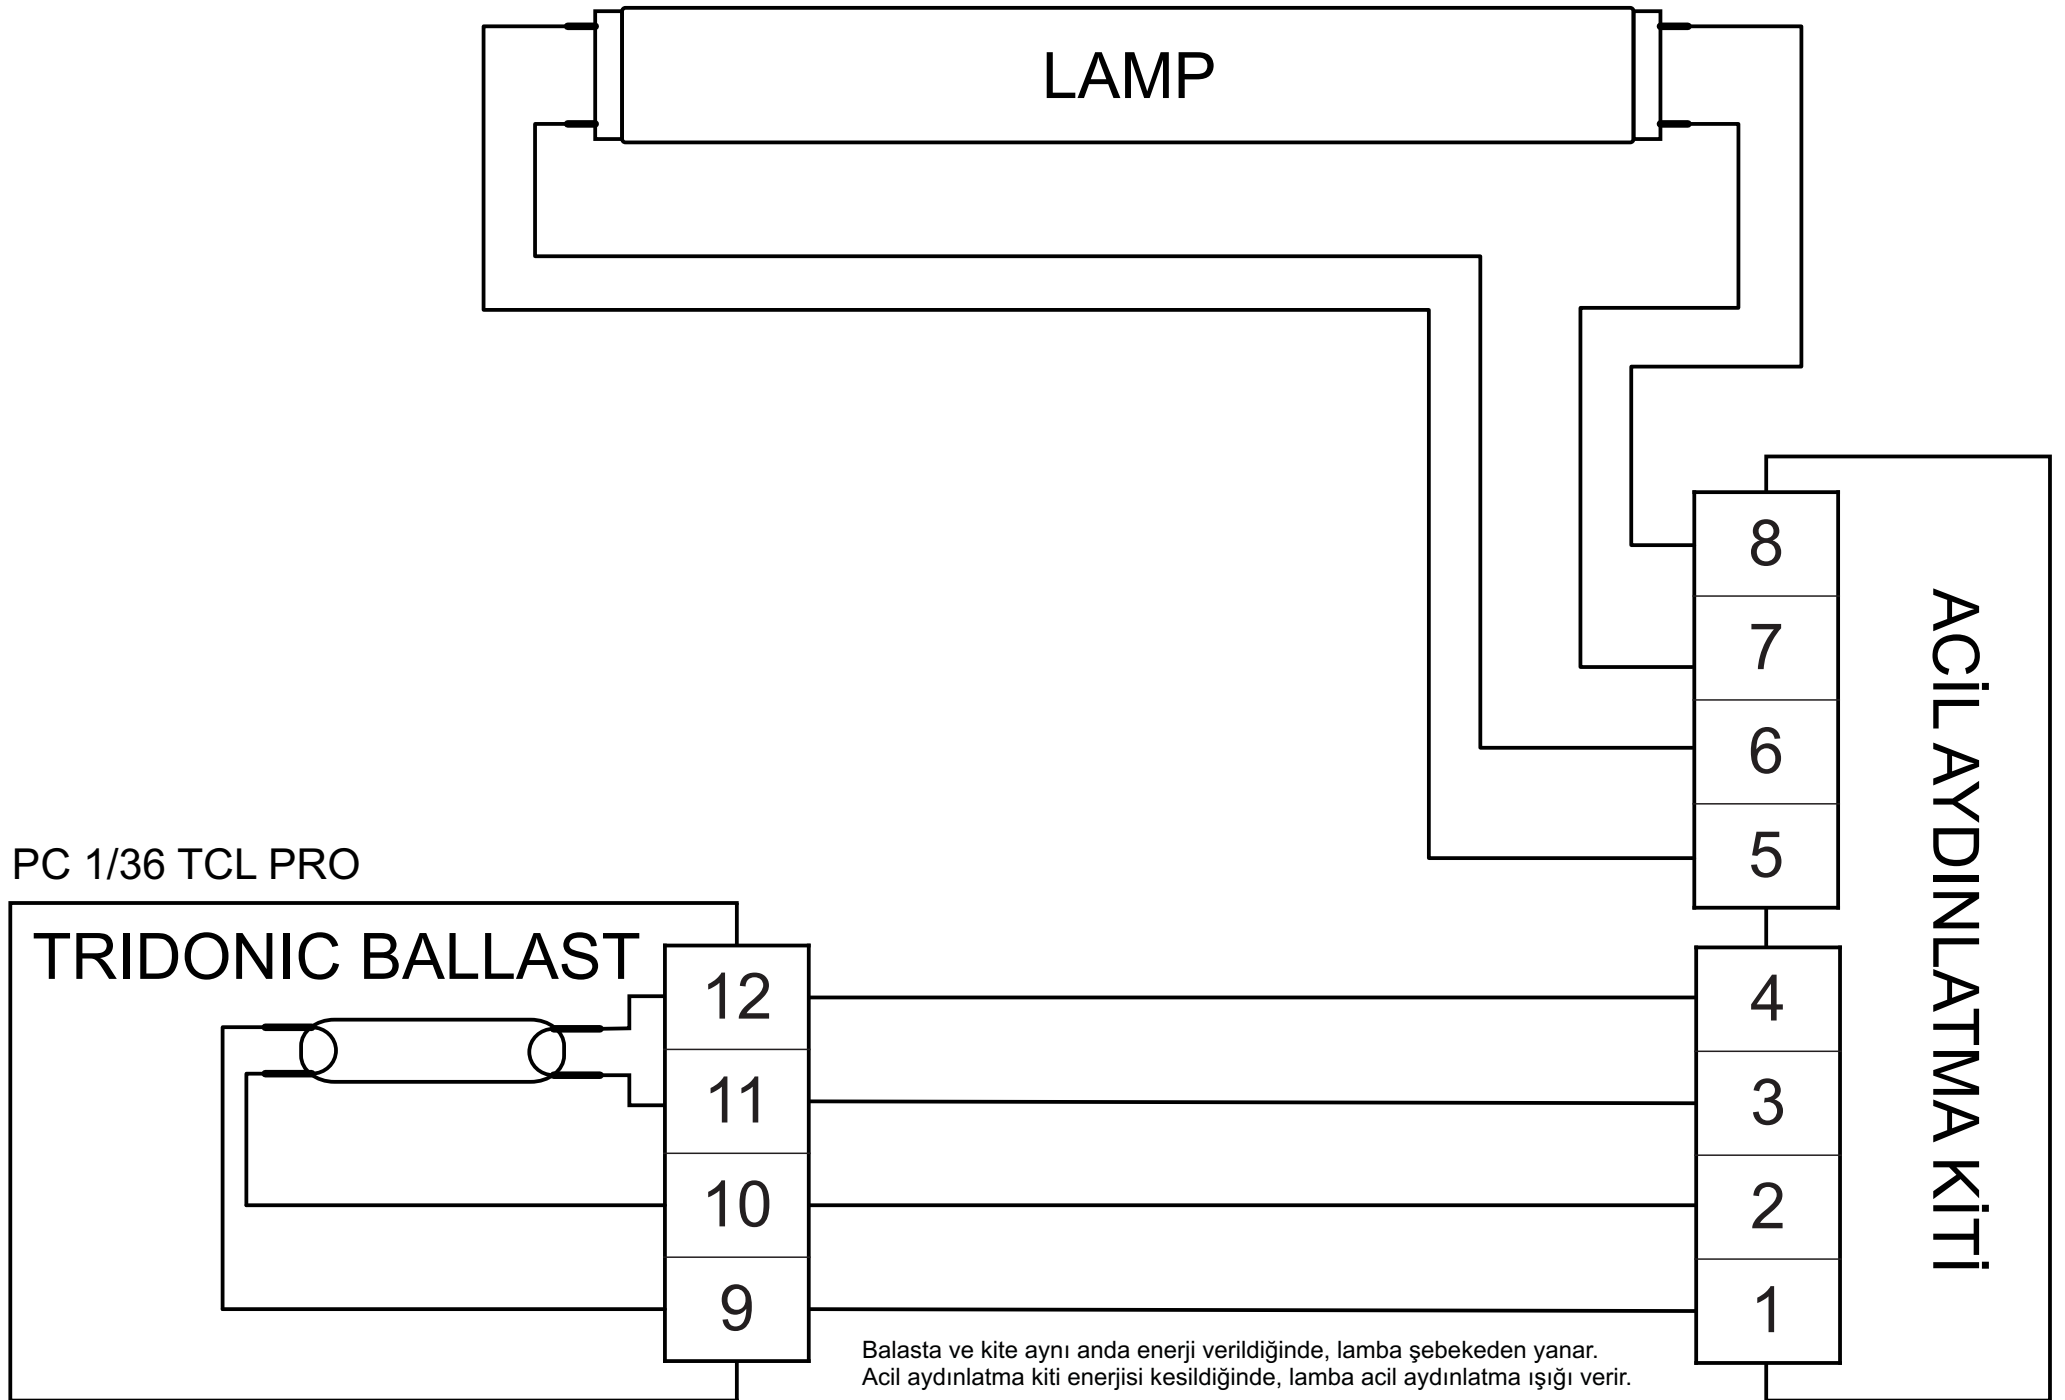 LAMP
8
7
6
5
ACİL AYDINLATMA KİTİ
PC 1/36 TCL PRO
TRIDONIC BALLAST
12
11
10
9
4
3
2
1
Balasta ve kite aynı anda enerji verildiğinde, lamba şebekeden yanar.
Acil aydınlatma kiti enerjisi kesildiğinde, lamba acil aydınlatma ışığı verir.